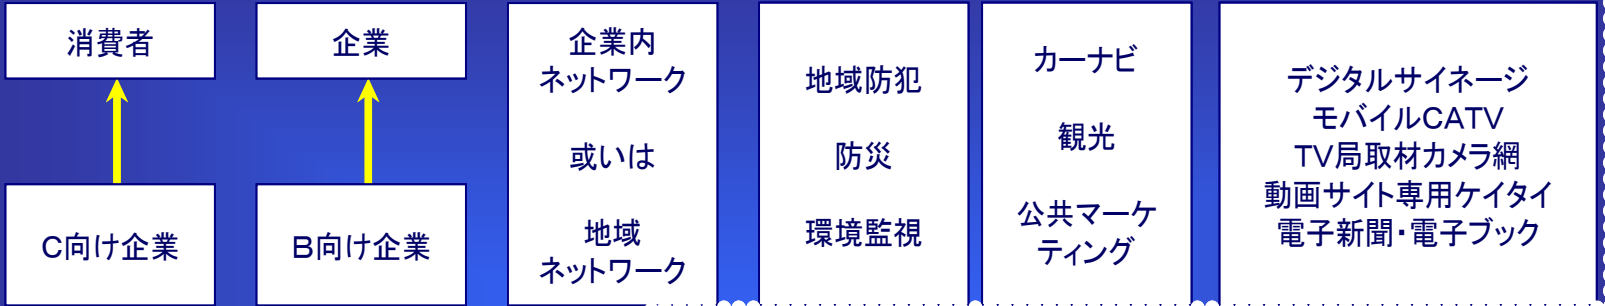 消費者
C向け企業
企業
B向け企業
企業内
ネットワーク
或いは
地域
ネットワーク
地域防犯
防災
環境監視
カーナビ
観光
公共マーケ
ティング
デジタルサイネージ
モバイルCATV
TV局取材カメラ網
動画サイト専用ケイタイ
電子新聞・電子ブック